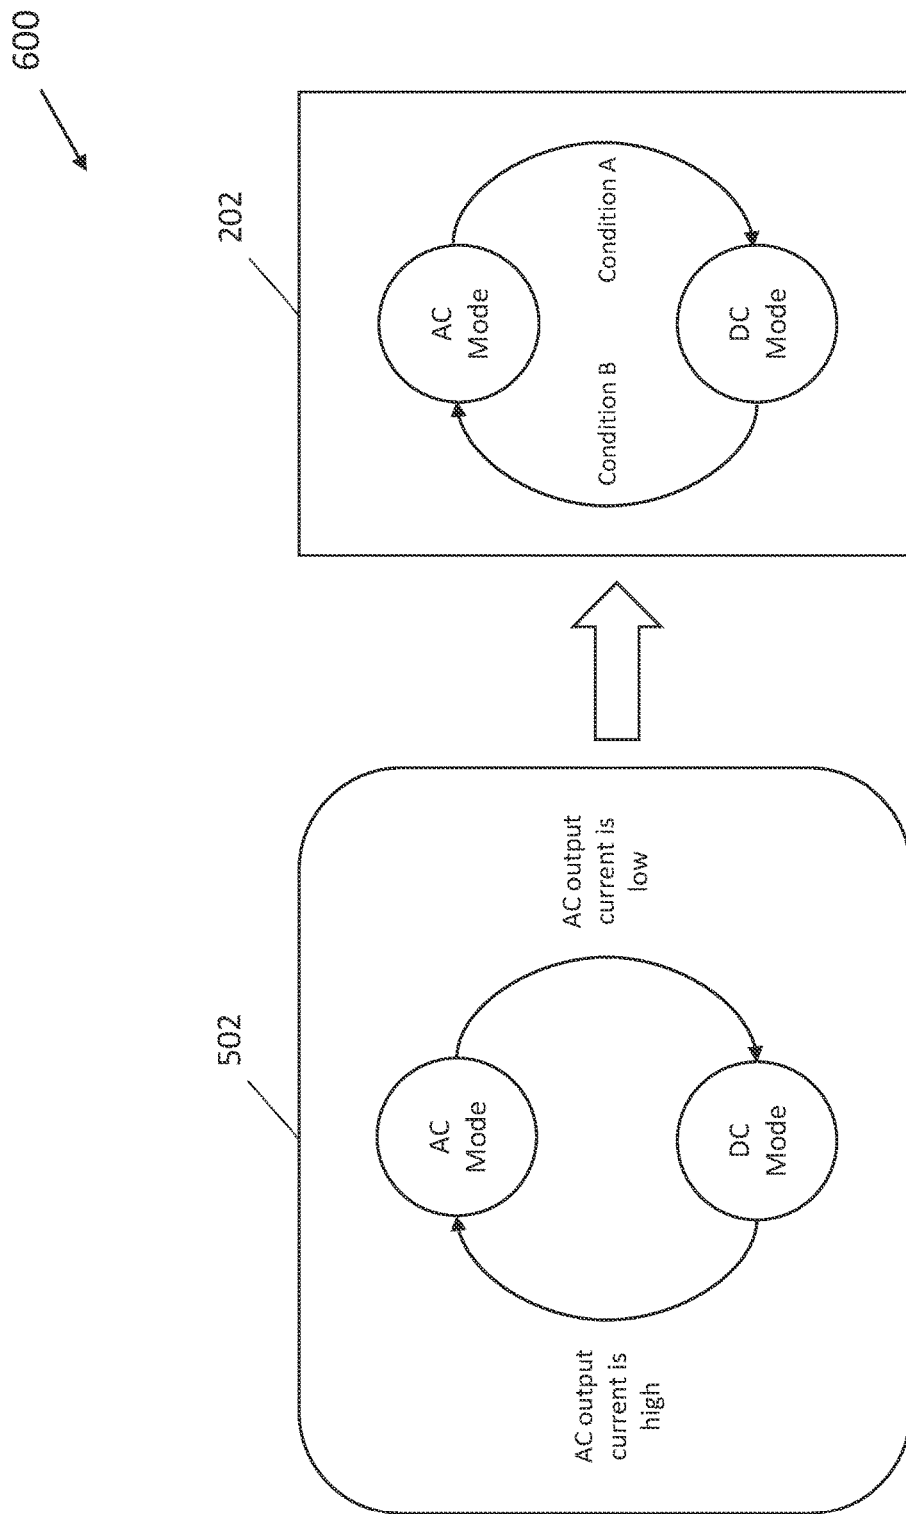 600
502
AC output
current is
high
AC
Mode
DC
Mode
AC output
current is
low
202
AC
Mode
Condition B
Condition A
DC
Mode